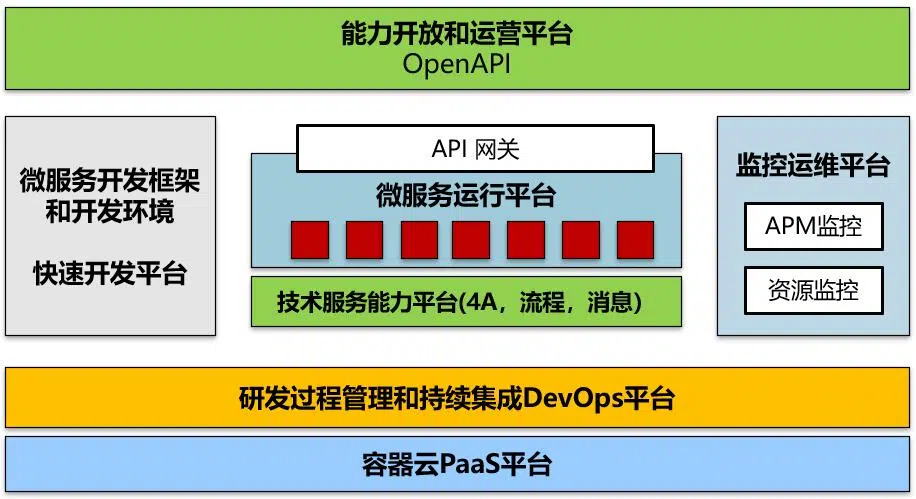 能力开放和运营平台
OpenAPI
微服务开发框架
和开发环境
快速开发平台
API 网关
微服务运行平台
技术服务能力平台(4A，流程，消息）
监控运维平台
APM监控
资源监控
研发过程管理和持续集成DevOps平台
容器云PaaS平台